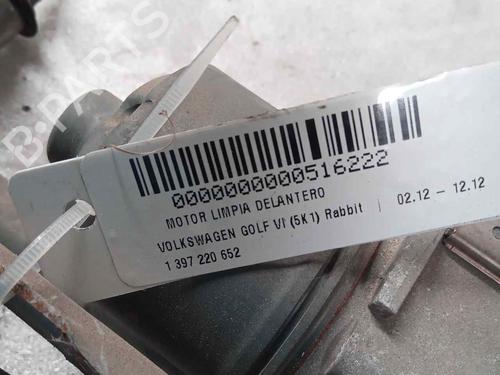 B-PARTS
0000000000516222
MOTOR LIMPIA DELANTERO
VOLKSWAGEN GOLF VI (5K1) Rabbit | 02.12 - 12.12
1 397 220 652